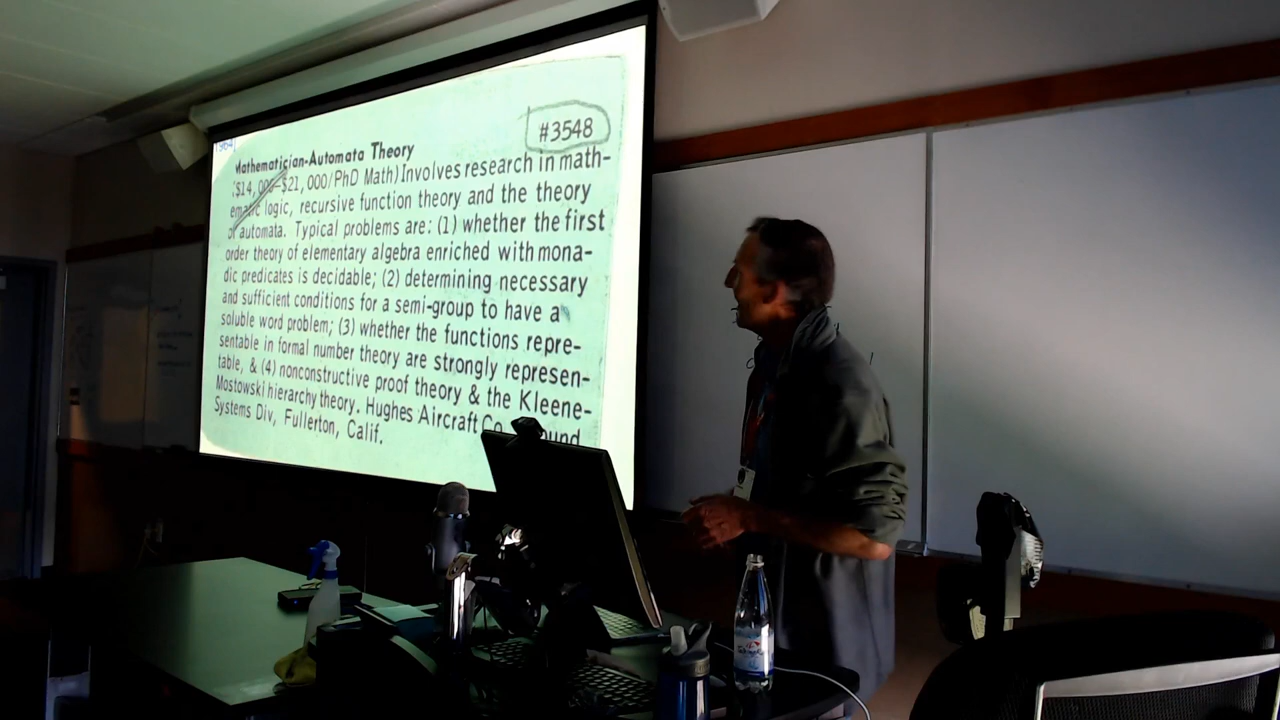 1964]
#3548
Mathematician-Automata Theory
($14,000-$21,000/PhD Math) Involves research in math-
ematic logic, recursive function theory and the theory
of automata. Typical problems are: (1) whether the first
order theory of elementary algebra enriched with mona-
dic predicates is decidable; (2) determining necessary
and sufficient conditions for a semi-group to have a
soluble word problem; (3) whether the functions repre-
sentable in formal number theory are strongly represen-
table, & (4) nonconstructive proof theory & the Kleene-
Mostowski hierarchy theory. Hughes Aircraft Co
Systems Div, Fullerton, Calif.